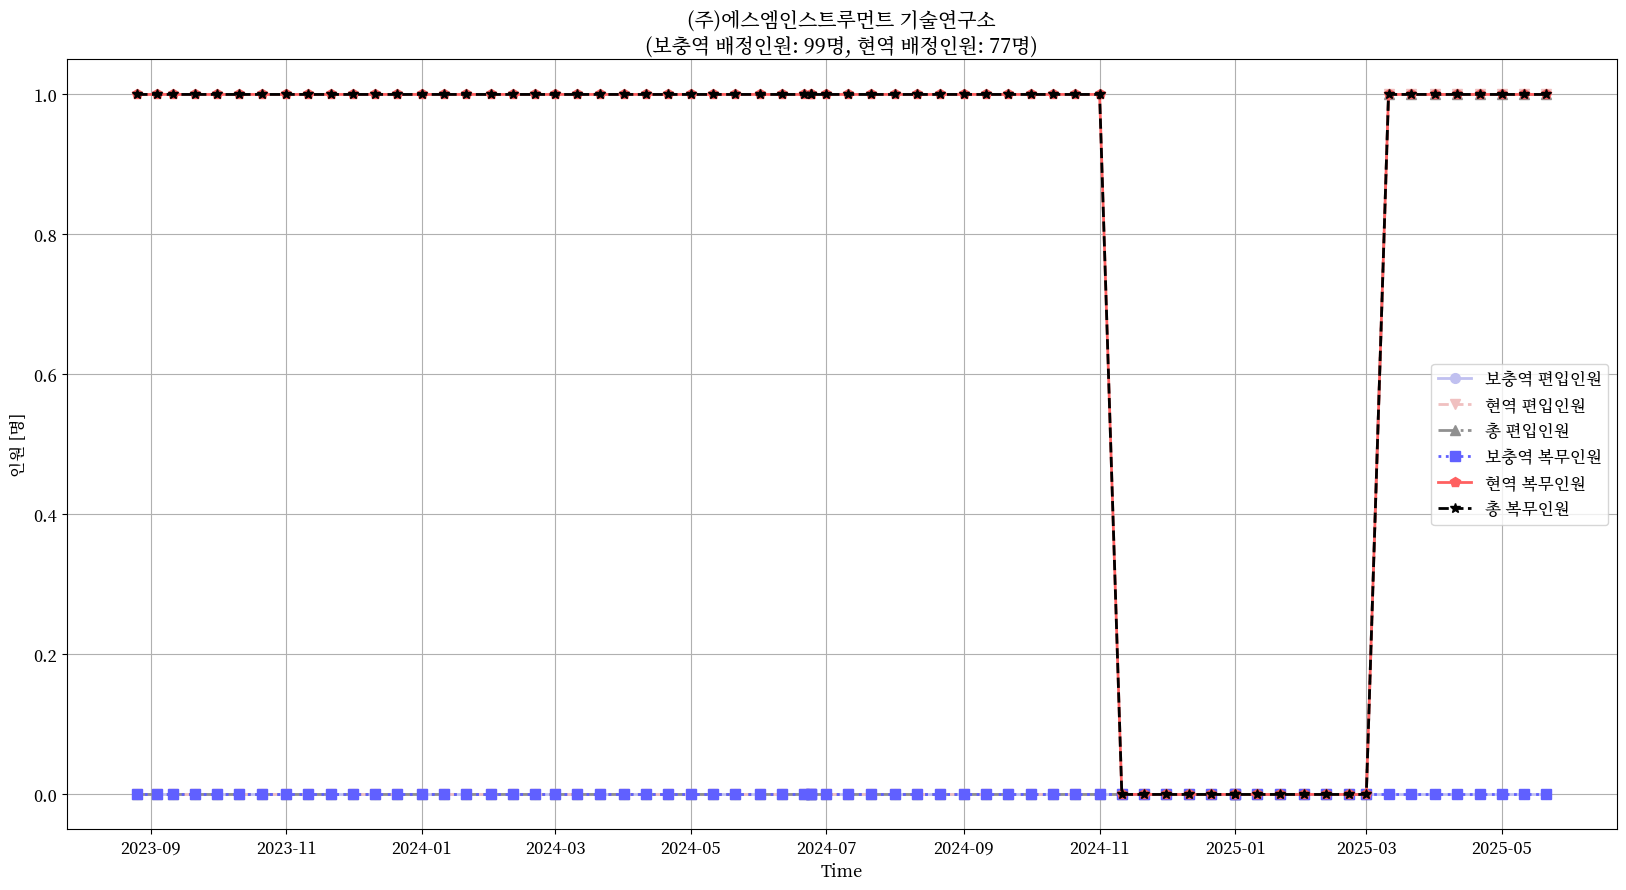 (주)에스엠인스트루먼트 기술연구소
(보충역 배정인원: 99명, 현역 배정인원: 77명)
1.0
0.8
0.6
0.4
0.2
0.0
인원 [명]
보충역 편입인원
현역 편입인원
총 편입인원
보충역 복무인원
현역 복무인원
총 복무인원
2023-09
2023-11
2024-01
2024-03
2024-05
2024-07
2024-09
2024-11
2025-01
2025-03
2025-05
Time